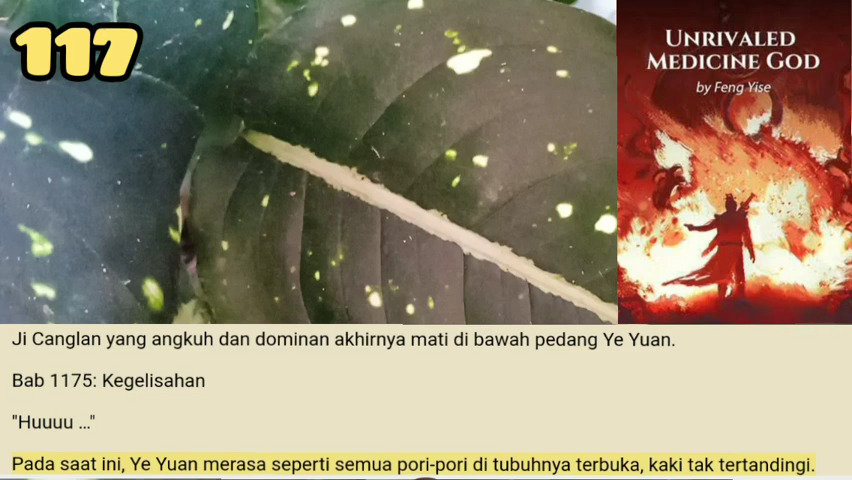 117
UNRIVALED
MEDICINE GOD
by Feng Yise
Ji Canglan yang angkuh dan dominan akhirnya mati di bawah pedang Ye Yuan.
Bab 1175: Kegelisahan
"Huuuu ..."
Pada saat ini, Ye Yuan merasa seperti semua pori-pori di tubuhnya terbuka, kaki tak tertandingi.